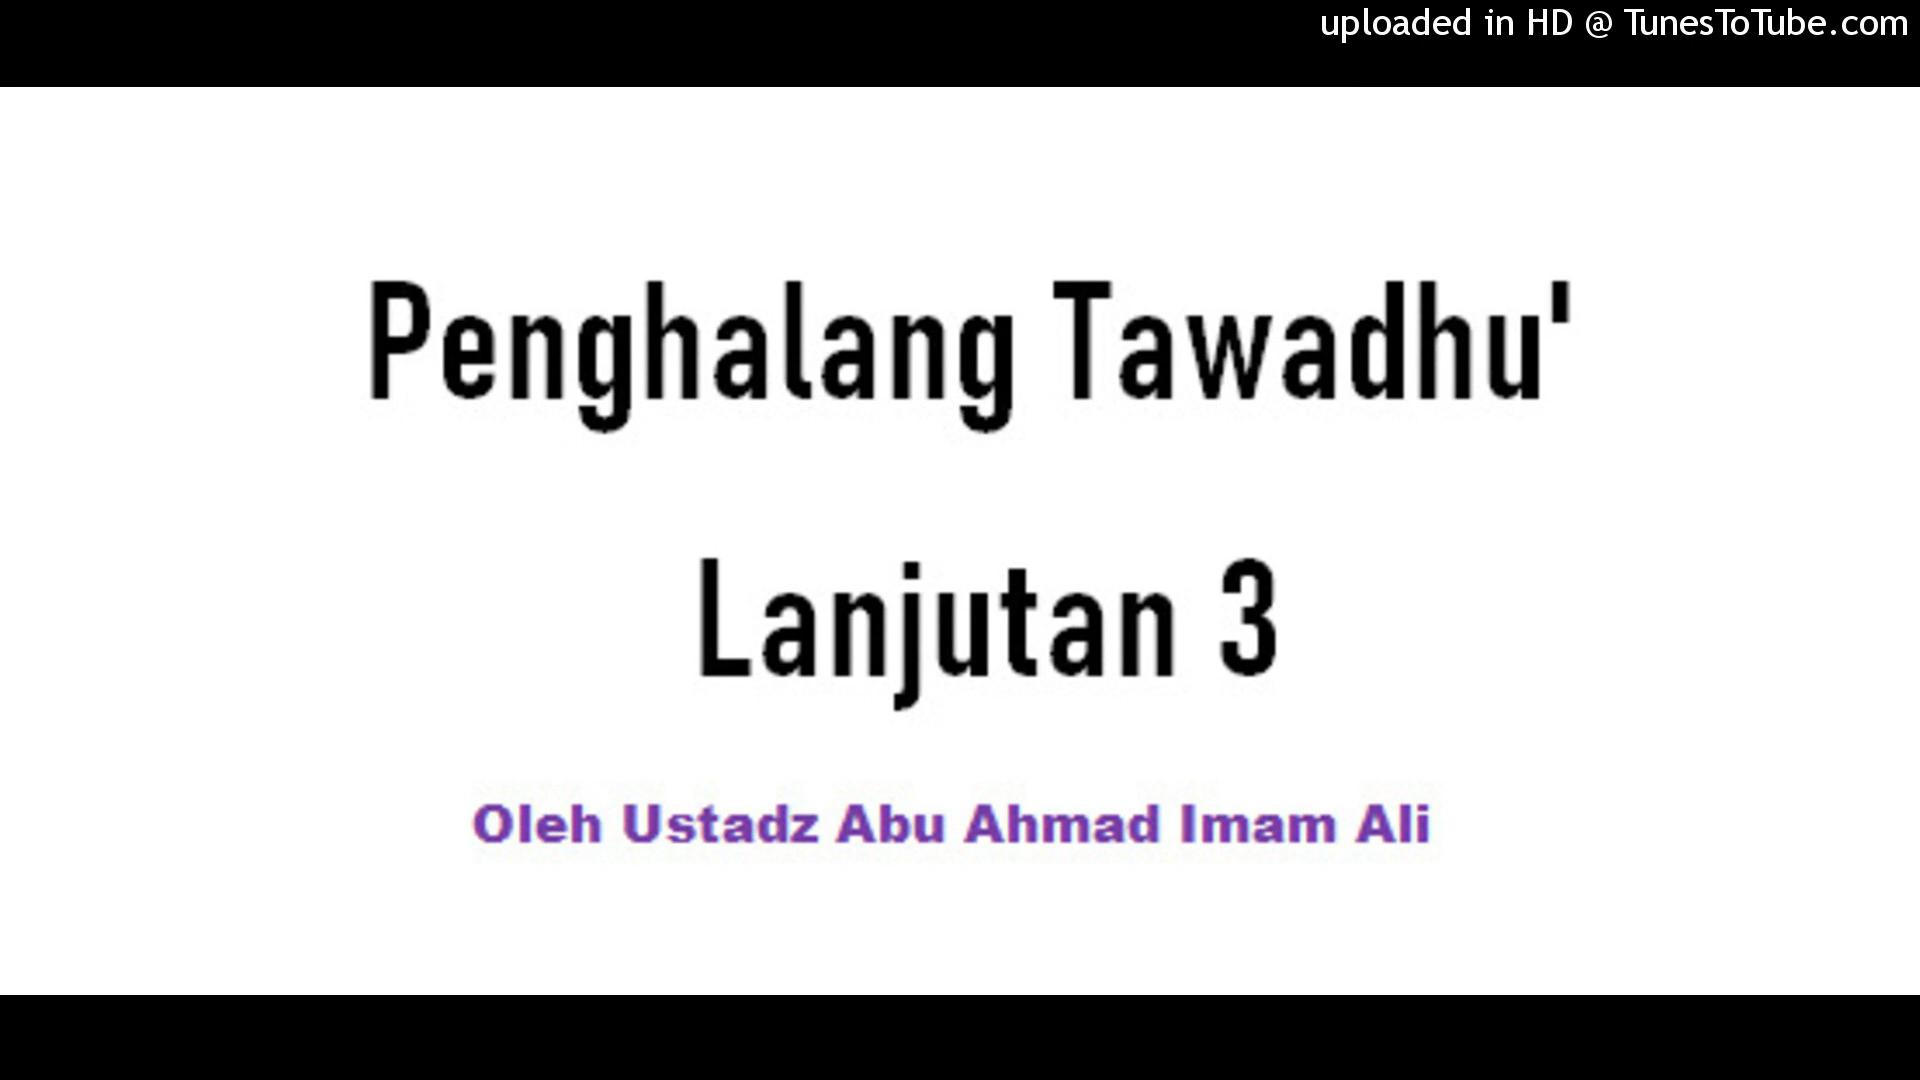 uploaded in HD @ TunesToTube.com
Penghalang Tawadhu'
Lanjutan 3
Oleh Ustadz Abu Ahmad Imam Ali